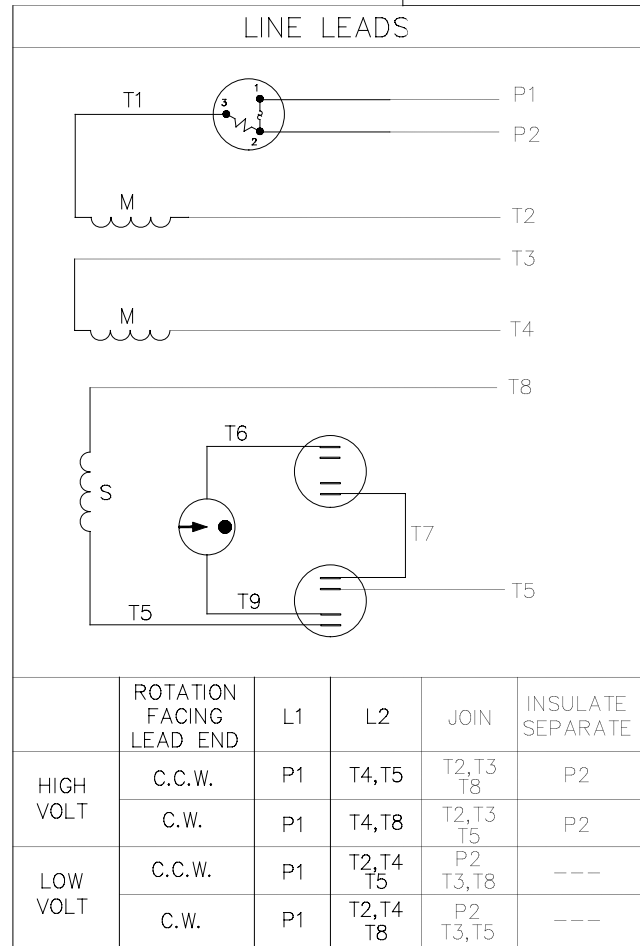 LINE LEADS
T1
1
3
2
P1
P2
M
T2
T3
M
T4
T8
T6
S
T7
T9
T5
T5
ROTATION FACING LEAD END
L1
L2
JOIN
INSULATE SEPARATE
HIGH VOLT
C.C.W.
P1
T4,T5
T2,T3
T8
P2
C.W.
P1
T4,T8
T2,T3
T5
P2
LOW VOLT
C.C.W.
P1
T2,T4
T5
P2
T3,T8
---
C.W.
P1
T2,T4
T8
P2
T3,T5
---